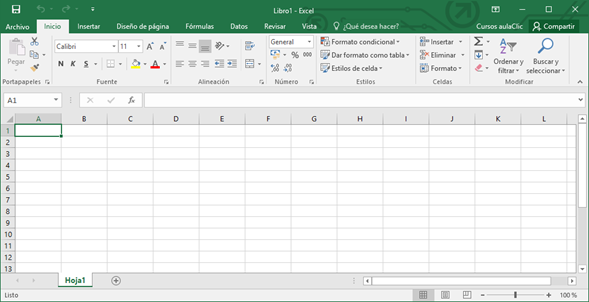 Libro1 - Excel
Archivo Inicio Insertar Diseño de página Fórmulas Datos Revisar Vista ¿Qué desea hacer? Cursos aulaClic Compartir
Pegar
Calibri 11
N K S
General
% 000
Formato condicional
Dar formato como tabla
Estilos de celda
Insertar
Eliminar
Formato
Ordenar y filtrar
Buscar y seleccionar
Portapapeles Fuente Alineación Número Estilos Celdas Modificar
A1 fx
A B C D E F G H I J K L
1
2
3
4
5
6
7
8
9
10
11
12
13
Hoja1
Listo 100 %